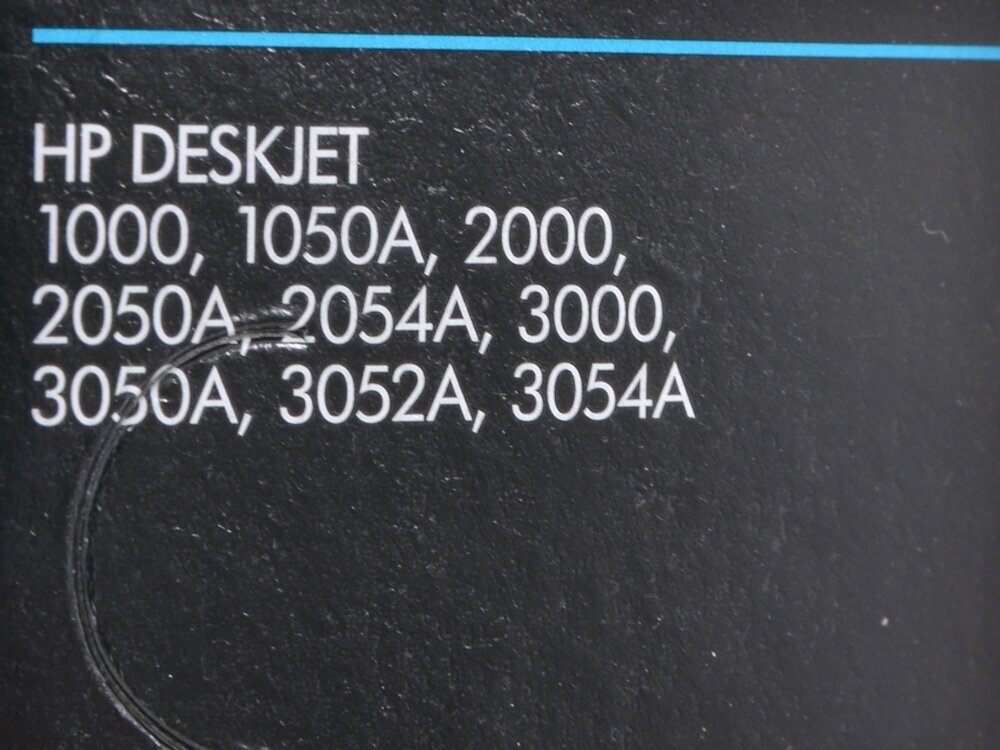 HP DESKJET
1000, 1050A, 2000,
2050A, 2054A, 3000,
3050A, 3052A, 3054A